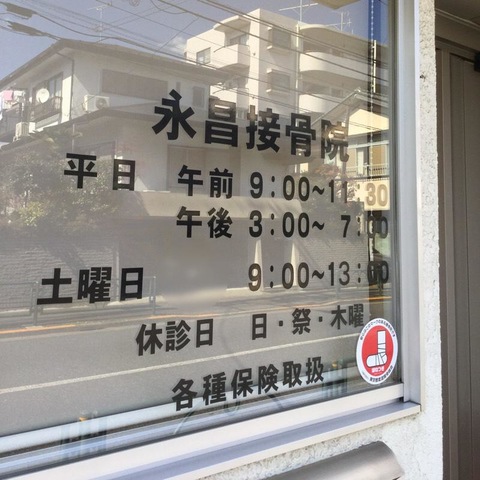 永昌接骨院
平日 午前 9:00〜11:30
午後 3:00〜 7:00
土曜日 9:00〜13:00
休診日 日・祭・木曜
各種保険取扱